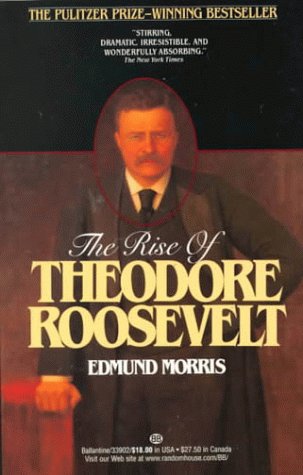 THE PULITZER PRIZE–WINNING BESTSELLER
"STIRRING,
DRAMATIC, IRRESISTIBLE, AND
WONDERFULLY ABSORBING."
The New York Times
The Rise Of
THEODORE
ROOSEVELT
EDMUND MORRIS
BB
Ballantine/33902/$18.00 in USA • $27.50 in Canada
Visit our Web site at www.randomhouse.com/BB/